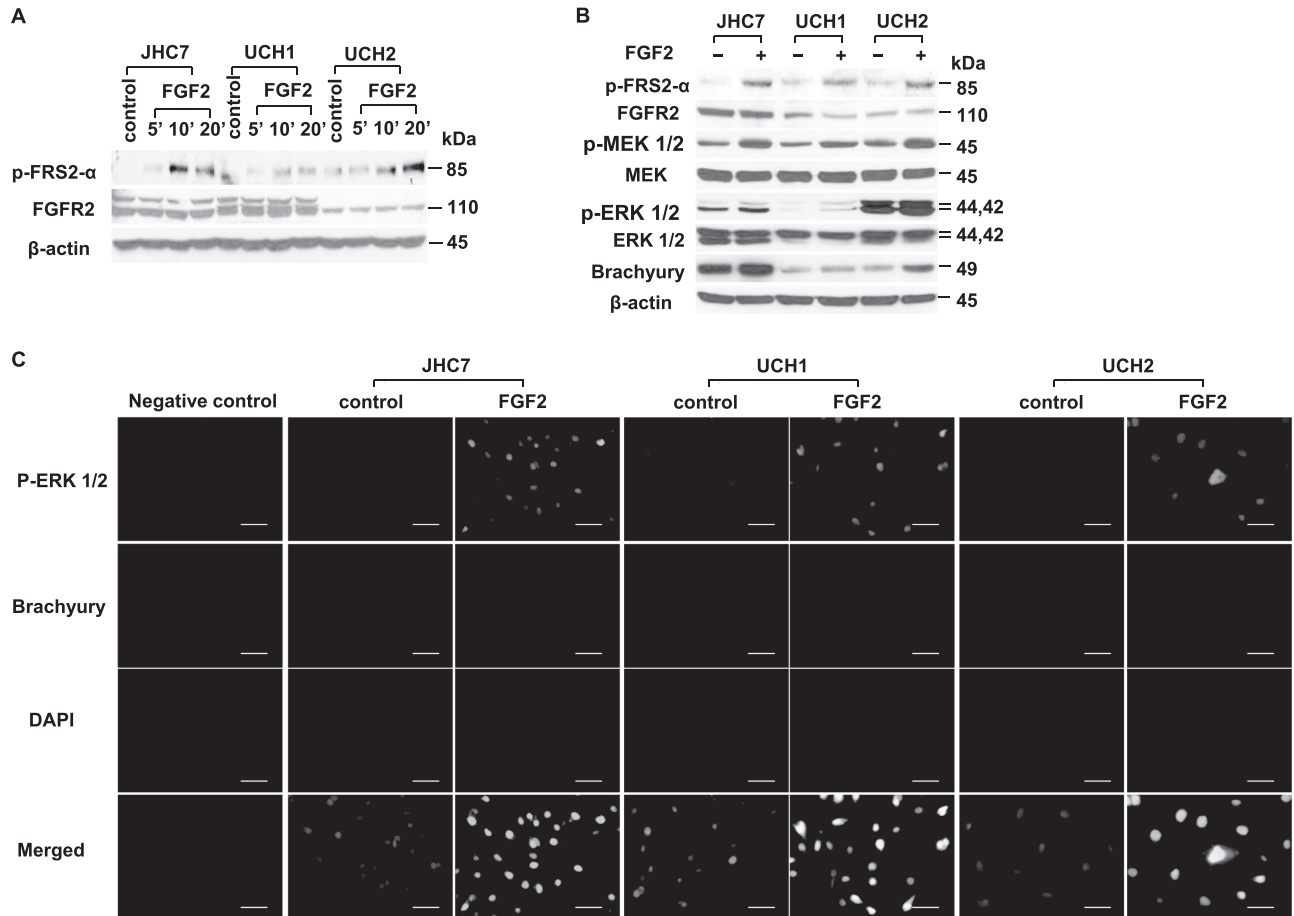 A
JHC7 UCH1 UCH2
control FGF2 control FGF2 control FGF2
5’ 10’ 20’ 5’ 10’ 20’ 5’ 10’ 20’
kDa
p-FRS2-α 85
FGFR2 110
β-actin 45
B
JHC7 UCH1 UCH2
FGF2 – + – + – +
kDa
p-FRS2-α 85
FGFR2 110
p-MEK 1/2 45
MEK 45
p-ERK 1/2 44,42
ERK 1/2 44,42
Brachyury 49
β-actin 45
C
JHC7 UCH1 UCH2
Negative control control FGF2 control FGF2 control FGF2
P-ERK 1/2
Brachyury
DAPI
Merged